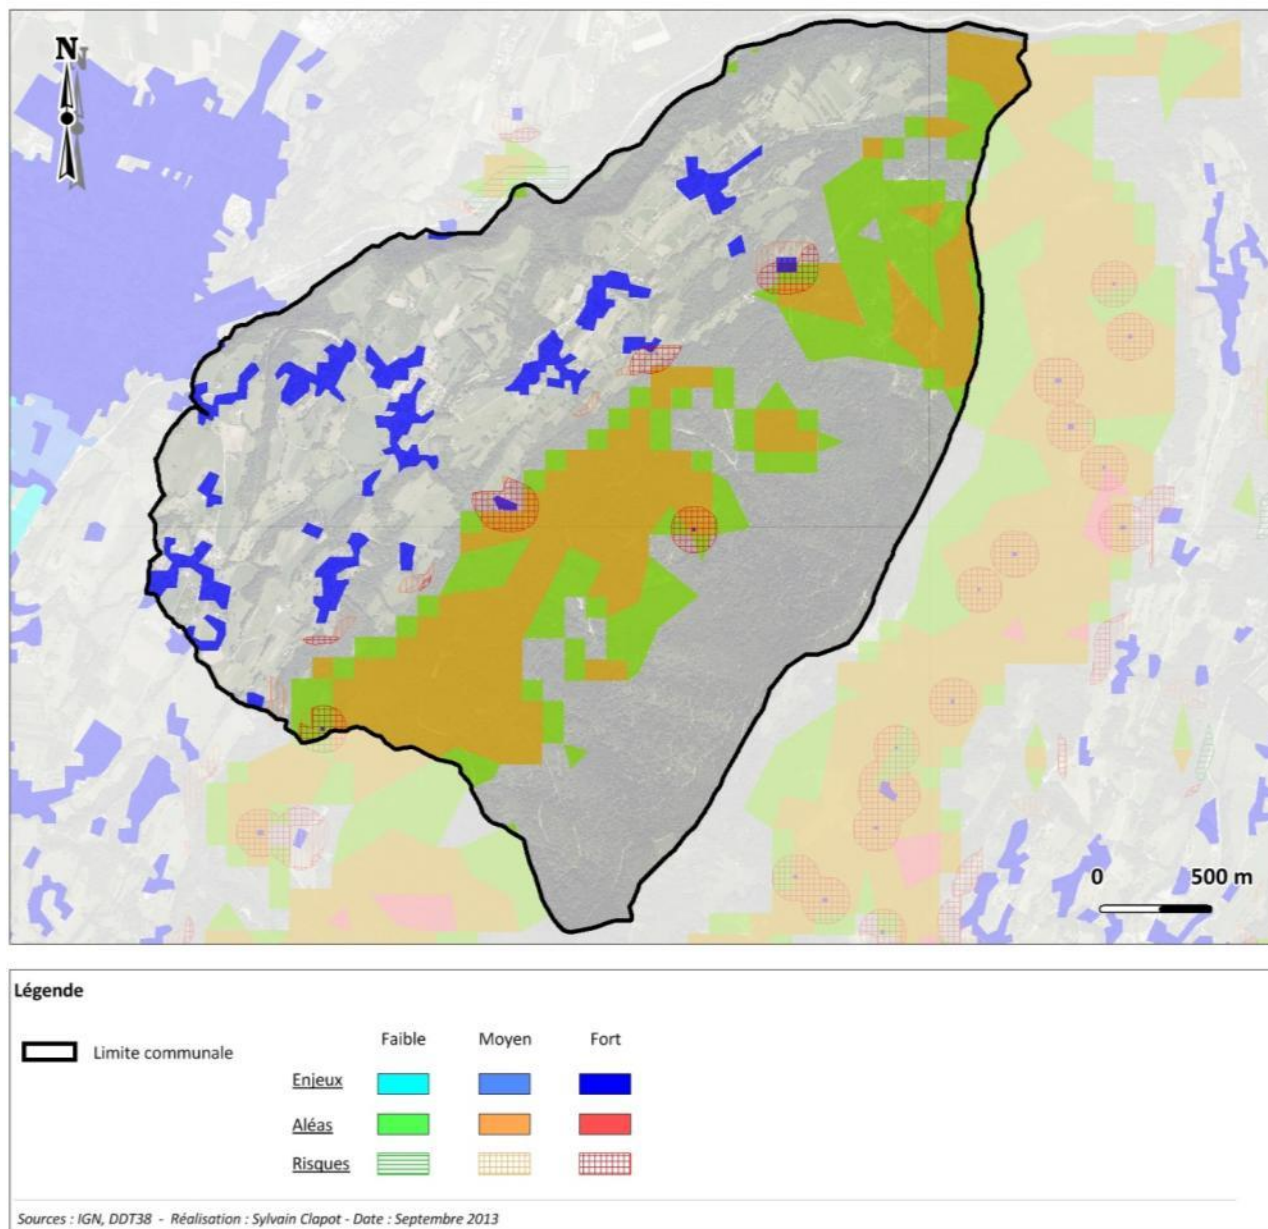 N
0 500 m
Légende
Limite communale
Faible Moyen Fort
Enjeux
Aléas
Risques
Sources : IGN, DDT38 - Réalisation : Sylvain Clapot - Date : Septembre 2013